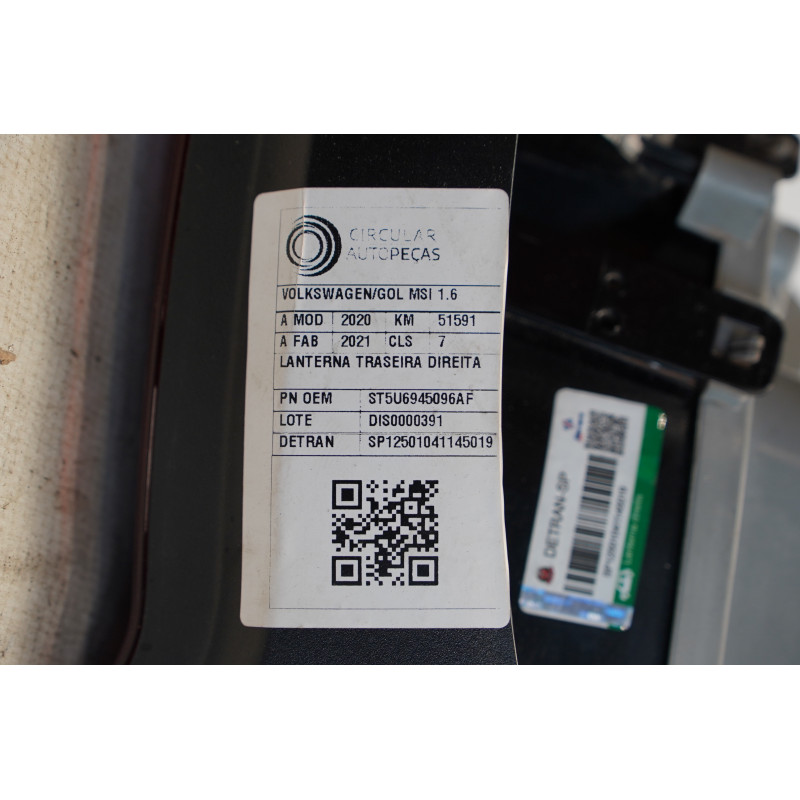 CIRCULAR
AUTOPEÇAS
VOLKSWAGEN/GOL MSI 1.6
A MOD 2020 KM 51591
A FAB 2021 CLS 7
LANTERNA TRASEIRA DIREITA
PN OEM ST5U6945096AF
LOTE DIS0000391
DETRAN SP12501041145019
DETRAN-SP